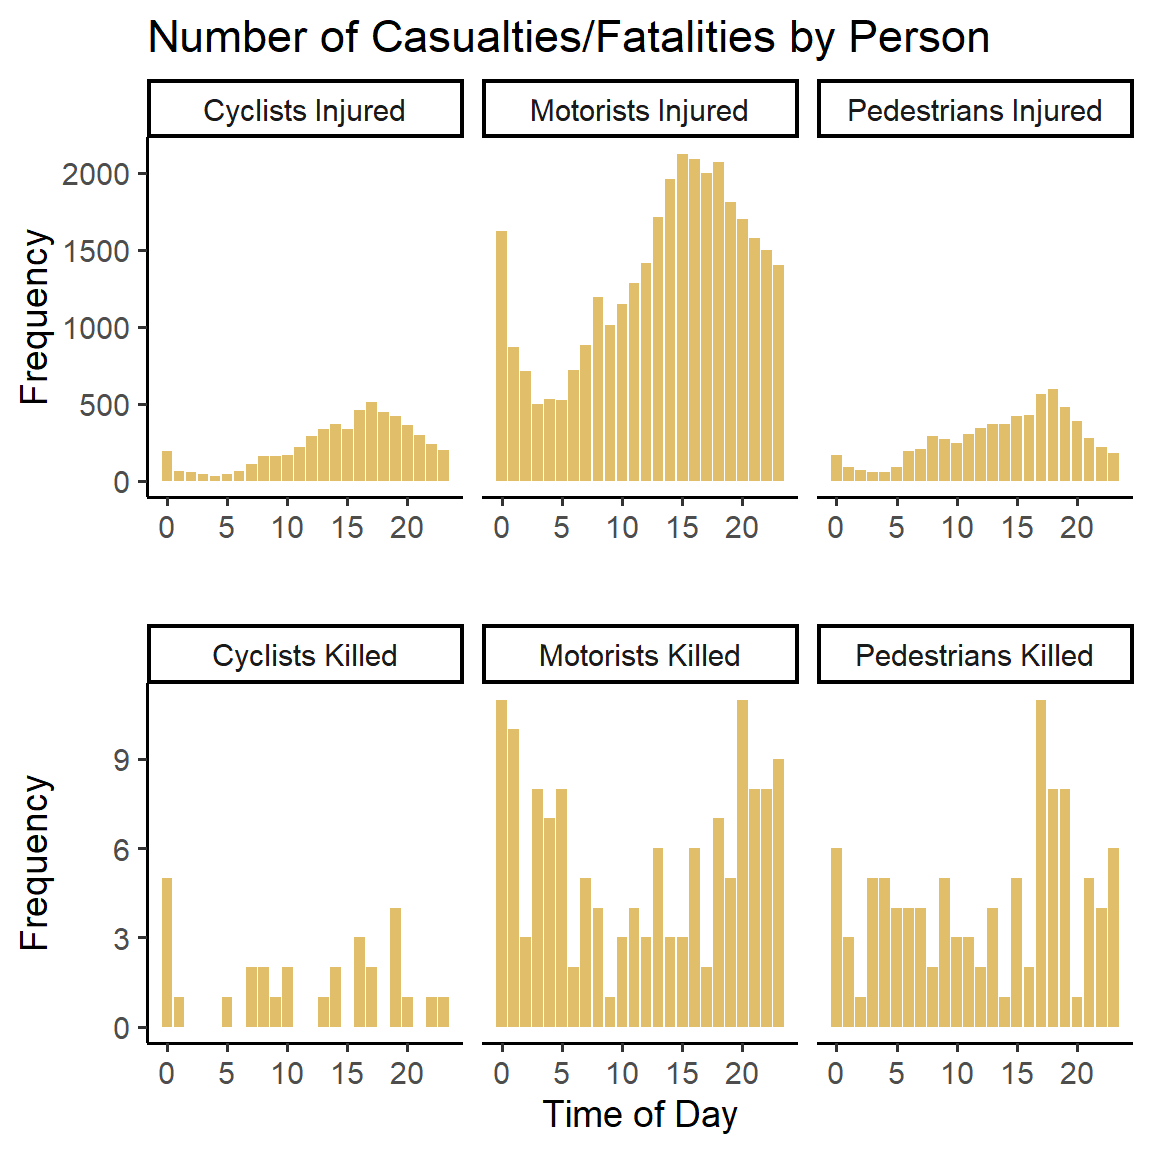 Number of Casualties/Fatalities by Person
Cyclists Injured
Motorists Injured
Pedestrians Injured
Frequency
2000
1500
1000
500
0
0 5 10 15 20
0 5 10 15 20
0 5 10 15 20
Cyclists Killed
Motorists Killed
Pedestrians Killed
Frequency
9
6
3
0
0 5 10 15 20
0 5 10 15 20
0 5 10 15 20
Time of Day